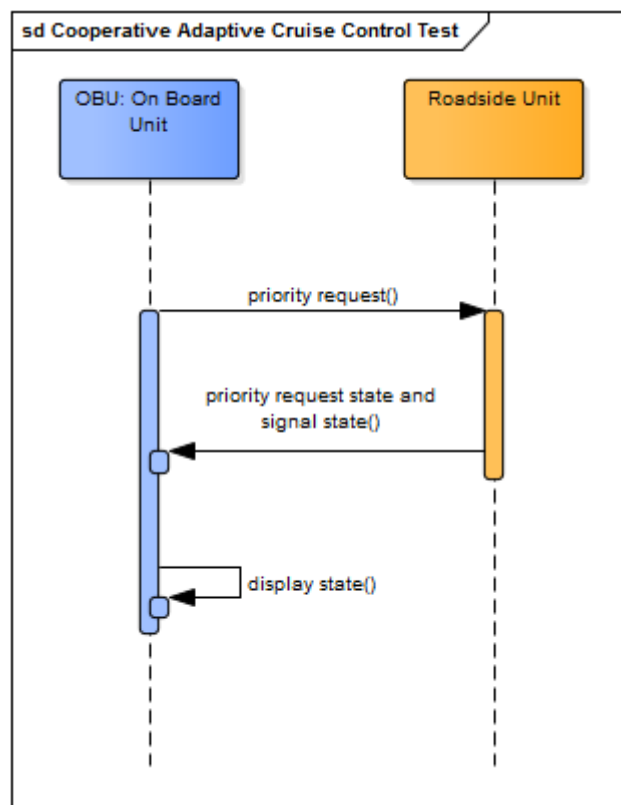 sd Cooperative Adaptive Cruise Control Test
OBU: On Board
Unit
Roadside Unit
priority request()
priority request state and
signal state()
display state()